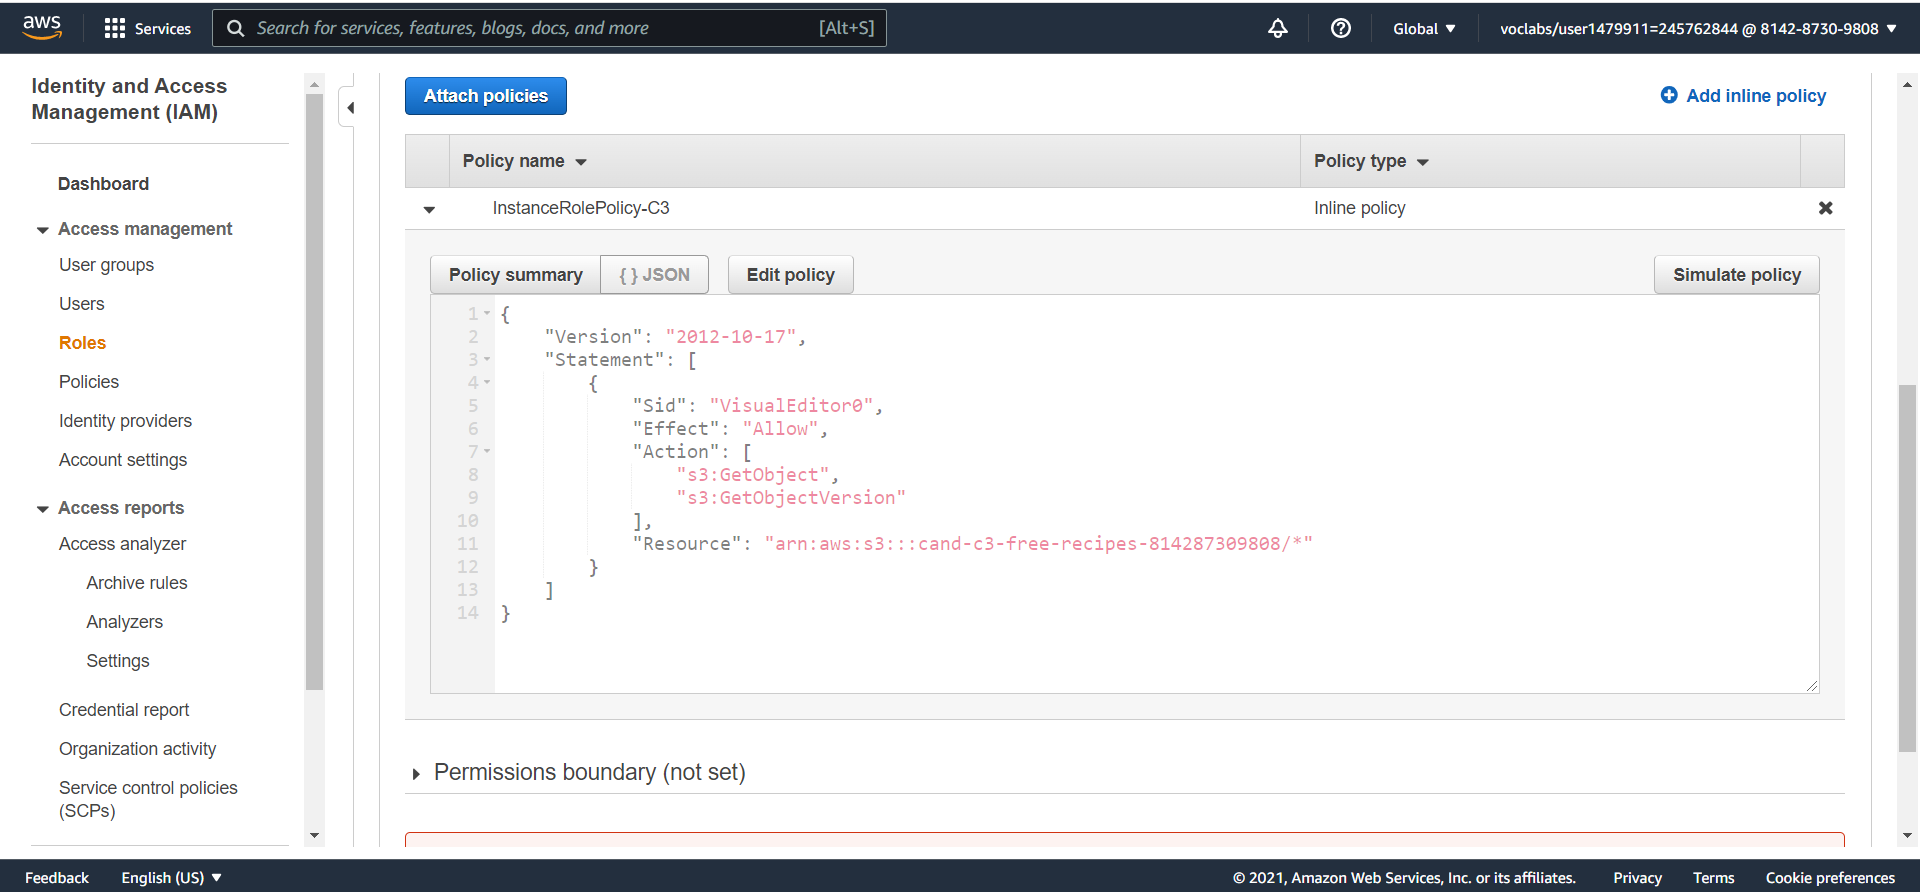 aws
Services
Search for services, features, blogs, docs, and more
[Alt+S]
Global
voclabs/user1479911=245762844 @ 8142-8730-9808
Identity and Access
Management (IAM)
Dashboard
Access management
User groups
Users
Roles
Policies
Identity providers
Account settings
Access reports
Access analyzer
Archive rules
Analyzers
Settings
Credential report
Organization activity
Service control policies
(SCPs)
Attach policies
Add inline policy
Policy name
Policy type
InstanceRolePolicy-C3
Inline policy
Policy summary
{ } JSON
Edit policy
Simulate policy
1 {
2 "Version": "2012-10-17",
3 "Statement": [
4 {
5 "Sid": "VisualEditor0",
6 "Effect": "Allow",
7 "Action": [
8 "s3:GetObject",
9 "s3:GetObjectVersion"
10 ],
11 "Resource": "arn:aws:s3:::cand-c3-free-recipes-814287309808/*"
12 }
13 ]
14 }
Permissions boundary (not set)
Feedback
English (US)
© 2021, Amazon Web Services, Inc. or its affiliates.
Privacy
Terms
Cookie preferences